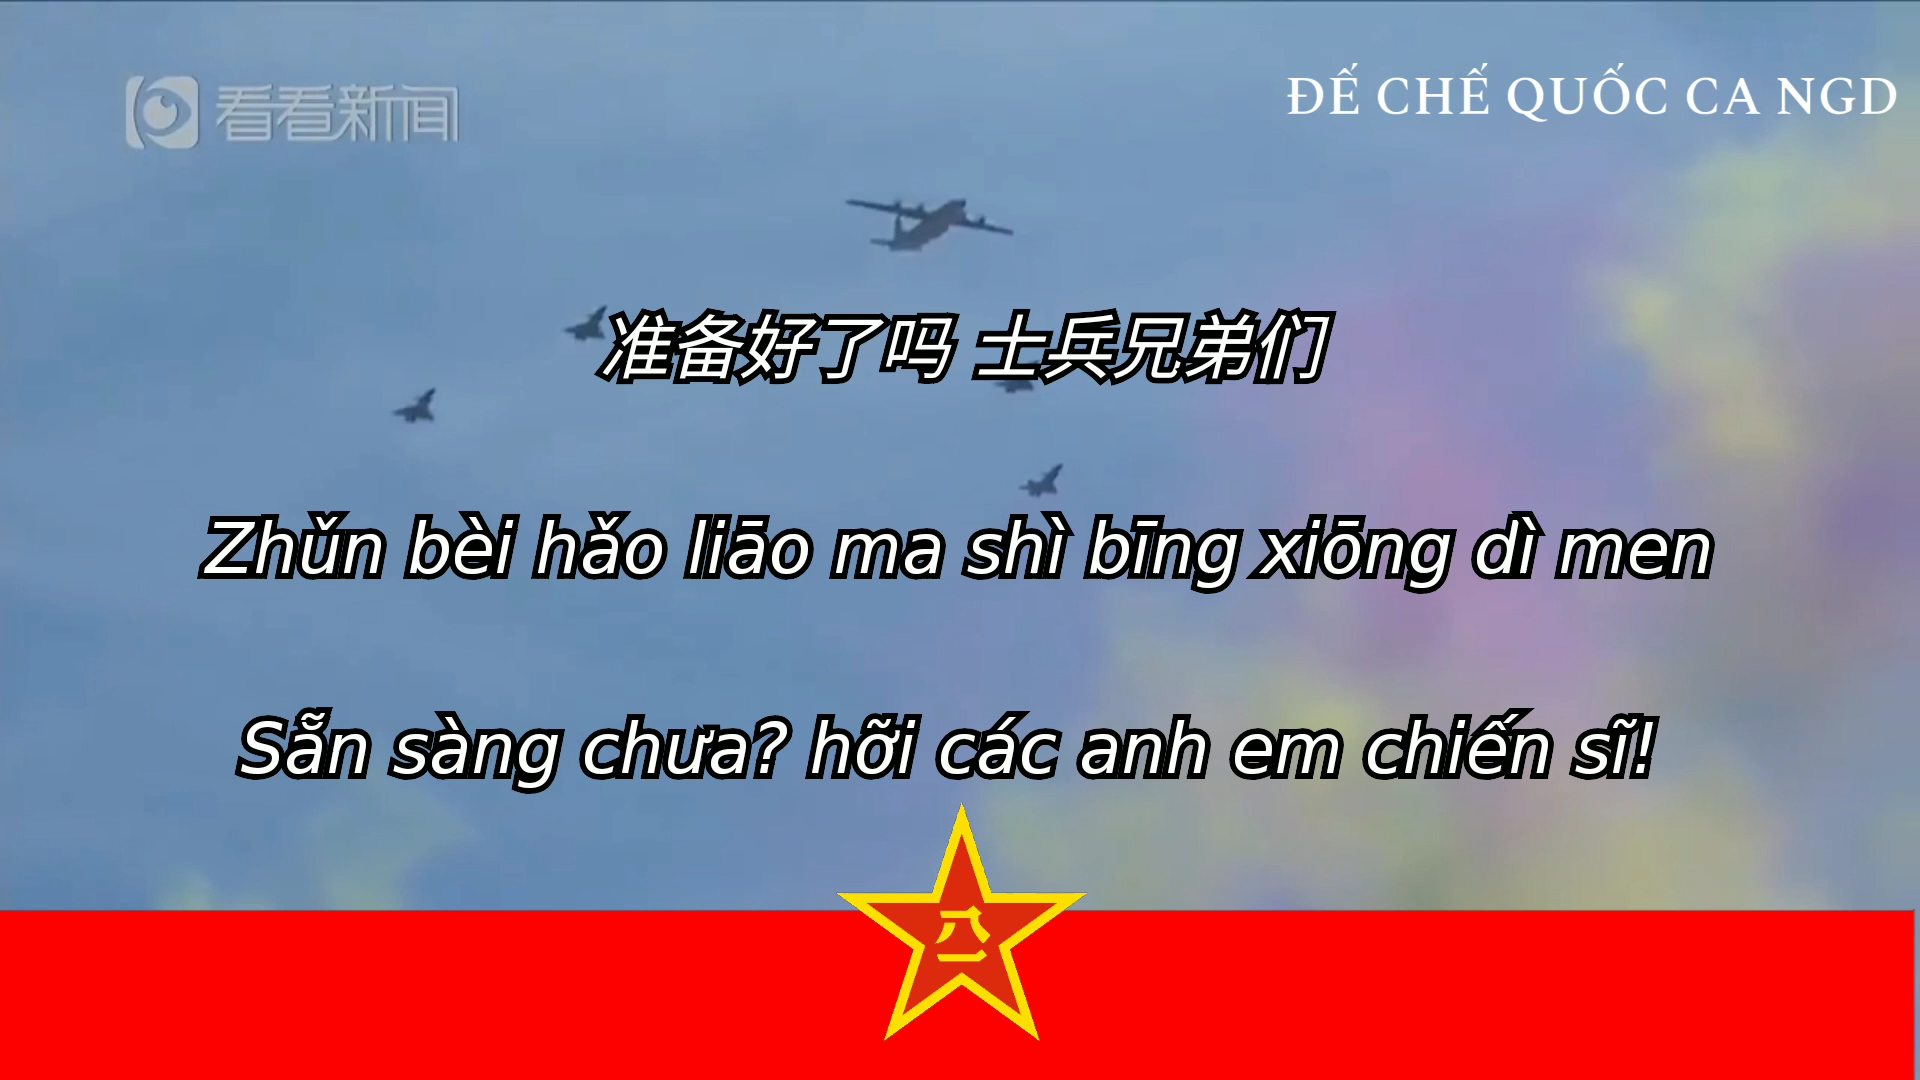 看看新闻
ĐẾ CHẾ QUỐC CA NGD
准备好了吗 士兵兄弟们
Zhǔn bèi hǎo liāo ma shì bīng xiōng dì men
Sẵn sàng chưa? hỡi các anh em chiến sĩ!
八一